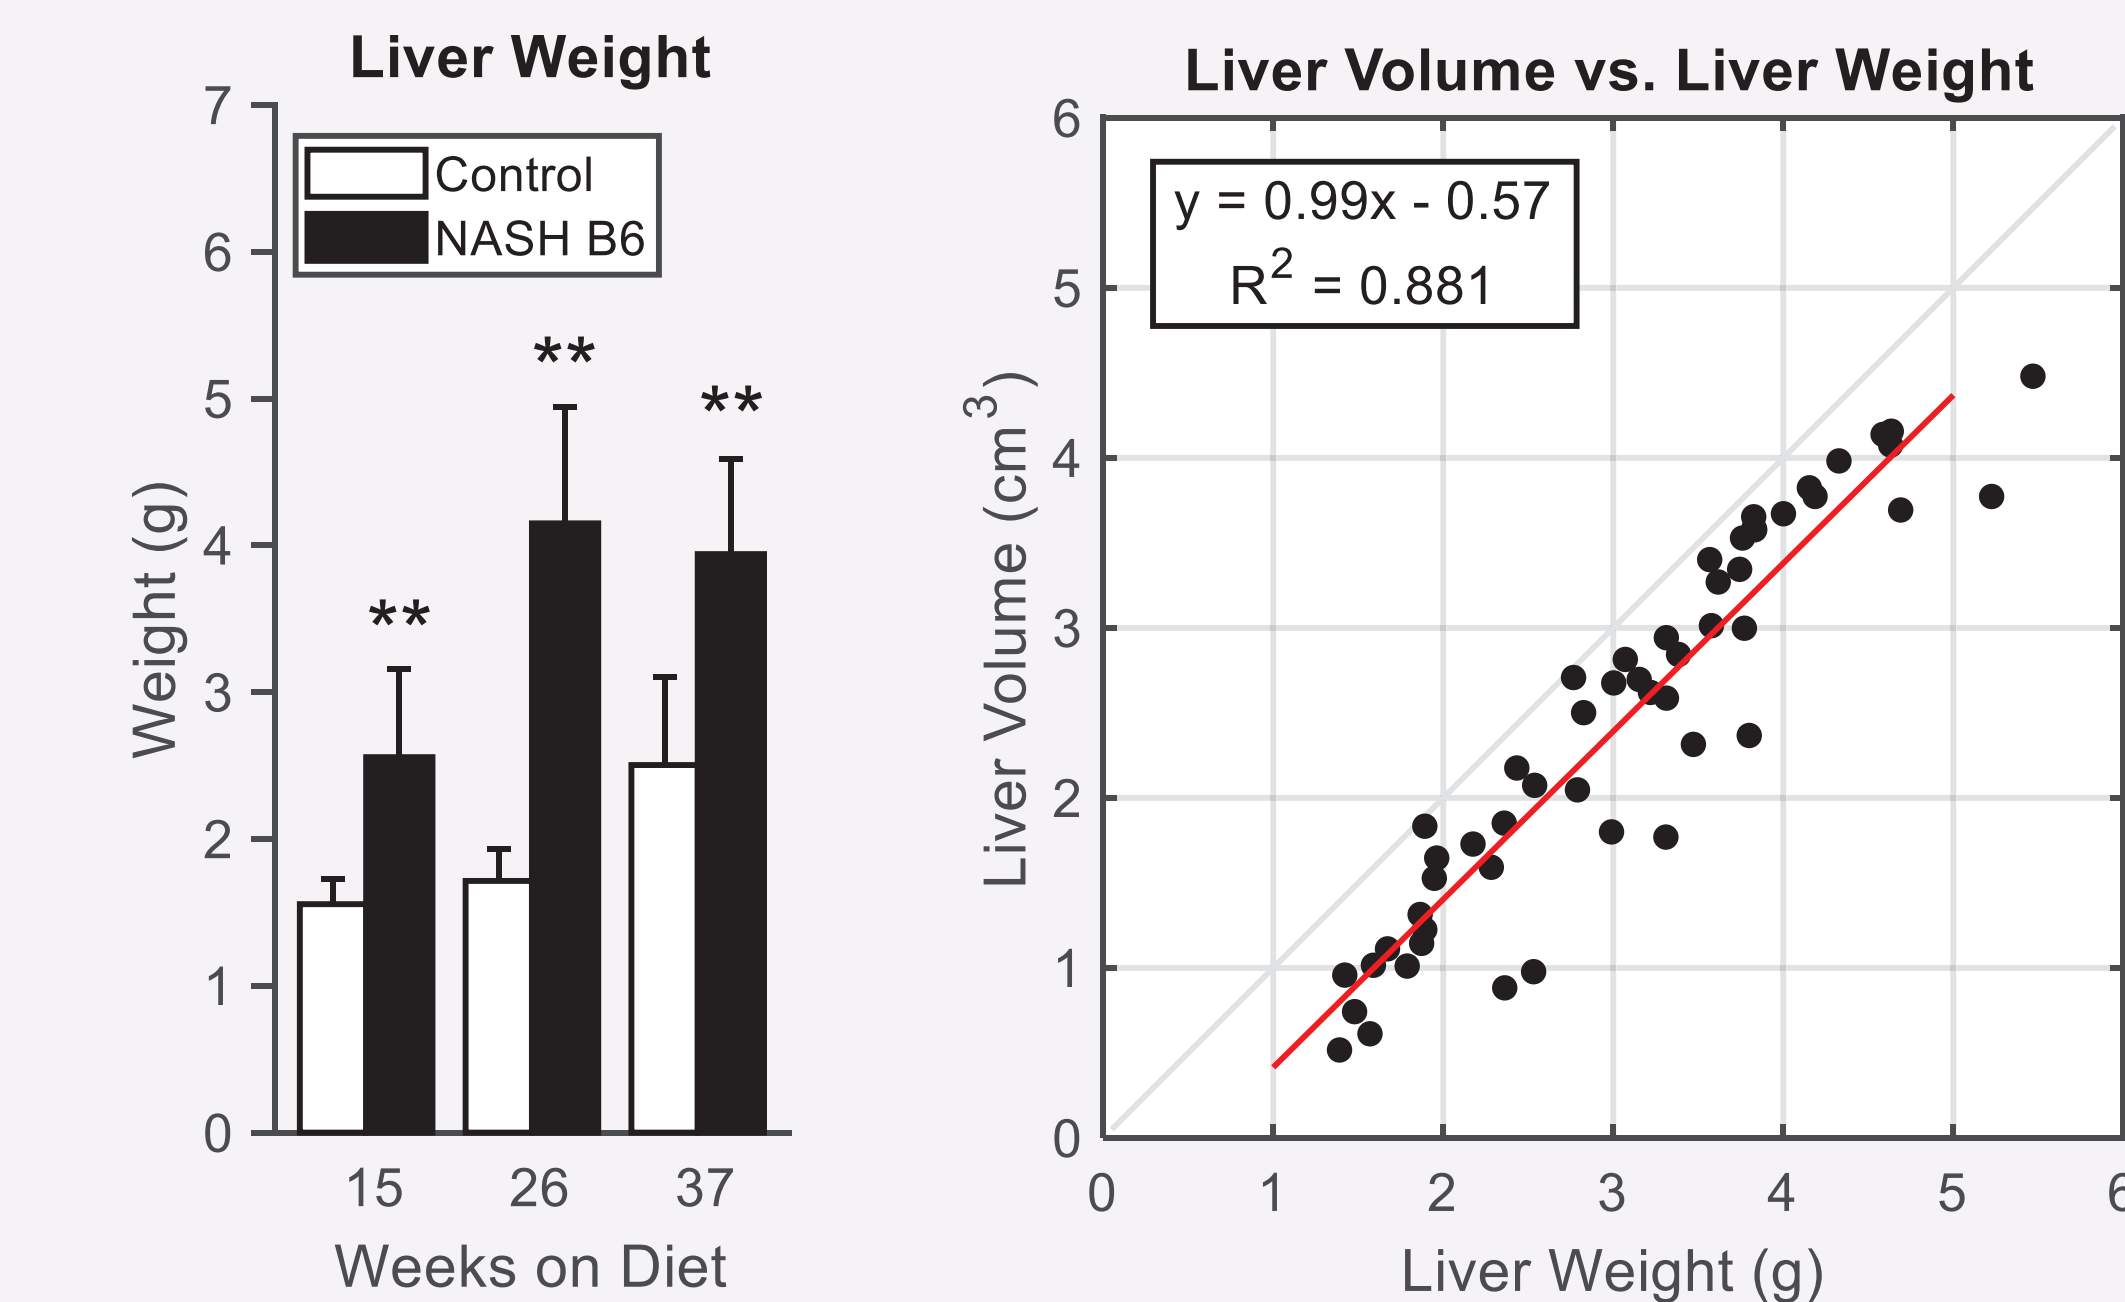 Liver Weight
7
6
5
4
3
2
1
0
Weight (g)
Control
NASH B6
**
**
**
15 26 37
Weeks on Diet
Liver Volume vs. Liver Weight
6
5
4
3
2
1
0
Liver Volume (cm³)
y = 0.99x - 0.57
R² = 0.881
0 1 2 3 4 5 6
Liver Weight (g)